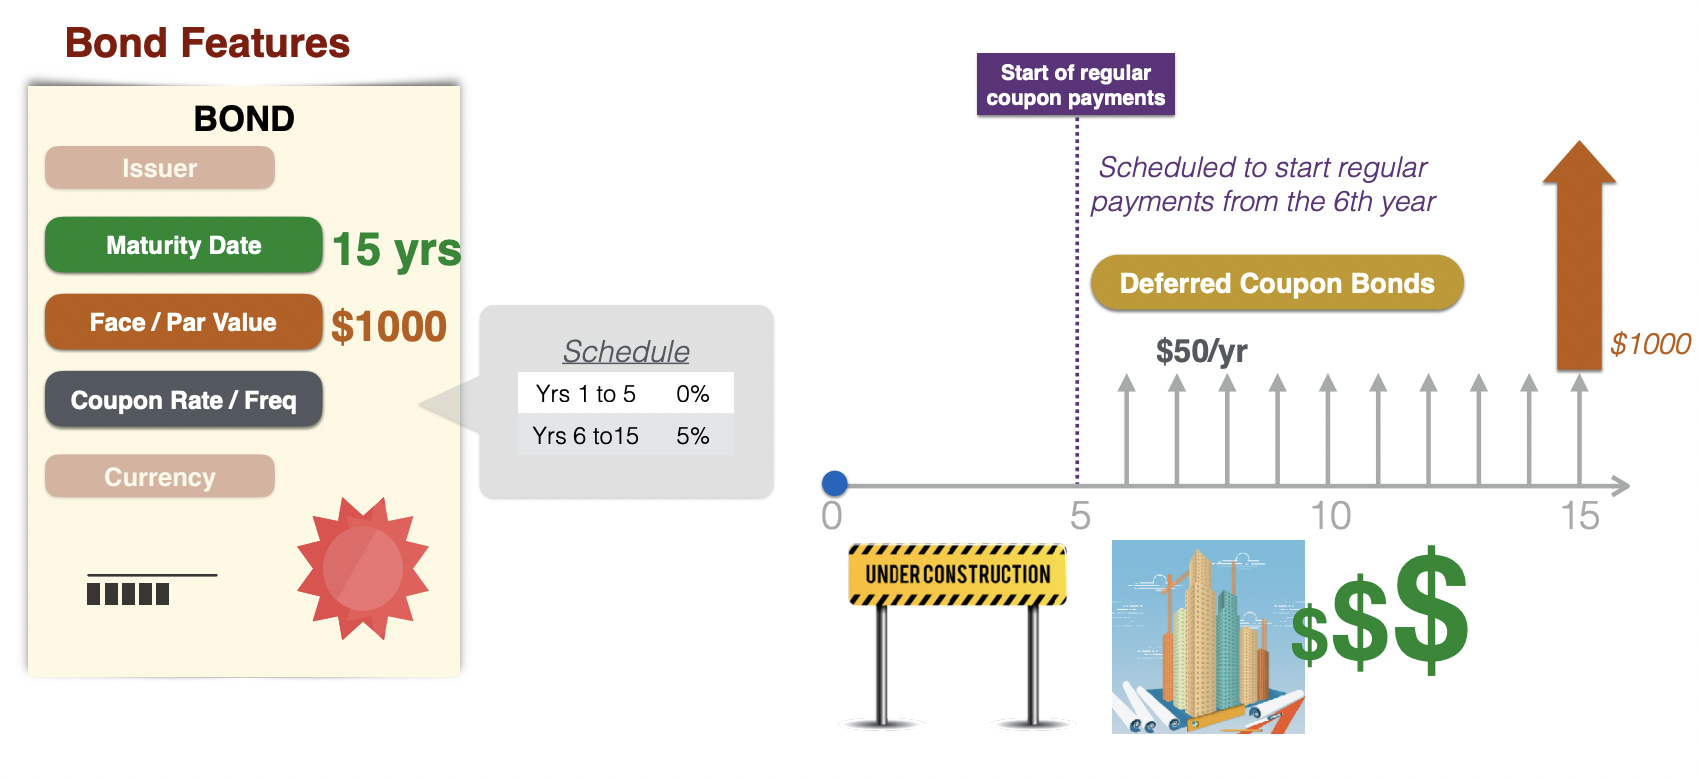 Bond Features
BOND
Issuer
Maturity Date 15 yrs
Face / Par Value $1000
Coupon Rate / Freq
Currency
Schedule
Yrs 1 to 5 0%
Yrs 6 to15 5%
Start of regular
coupon payments
Scheduled to start regular
payments from the 6th year
Deferred Coupon Bonds
$50/yr
$1000
0 5 10 15
UNDER CONSTRUCTION
$$$